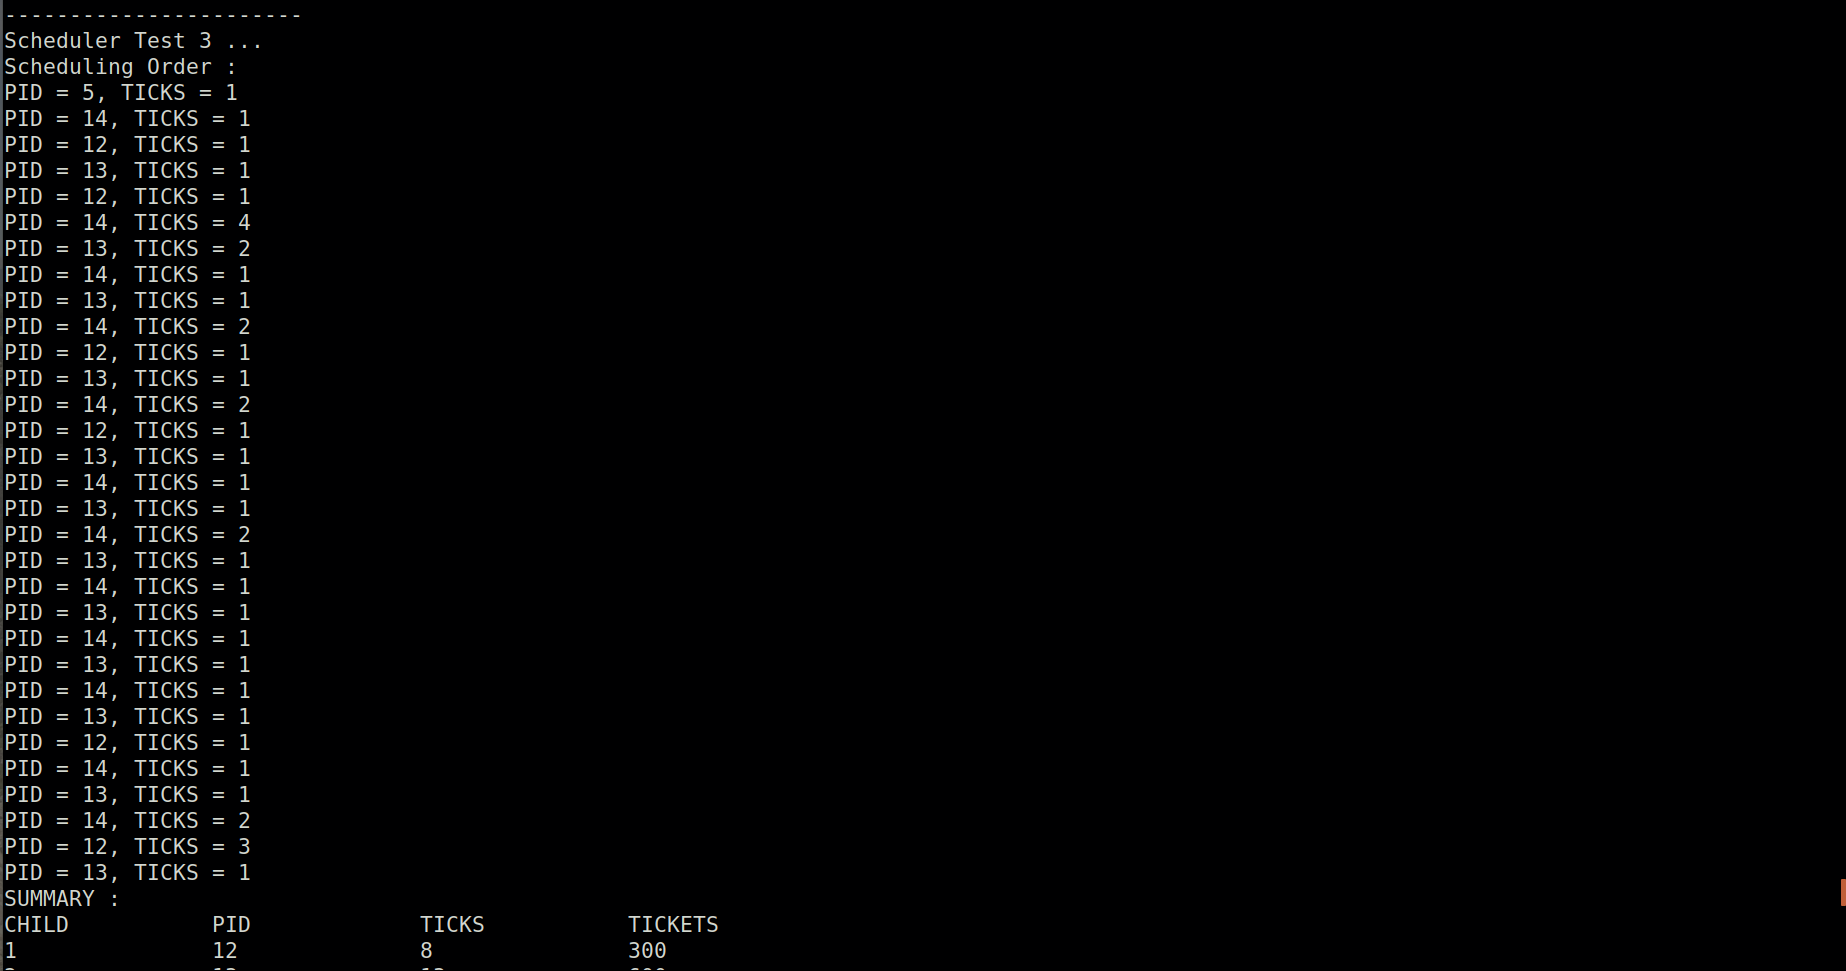 -----------------------
Scheduler Test 3 ...
Scheduling Order :
PID = 5, TICKS = 1
PID = 14, TICKS = 1
PID = 12, TICKS = 1
PID = 13, TICKS = 1
PID = 12, TICKS = 1
PID = 14, TICKS = 4
PID = 13, TICKS = 2
PID = 14, TICKS = 1
PID = 13, TICKS = 1
PID = 14, TICKS = 2
PID = 12, TICKS = 1
PID = 13, TICKS = 1
PID = 14, TICKS = 2
PID = 12, TICKS = 1
PID = 13, TICKS = 1
PID = 14, TICKS = 1
PID = 13, TICKS = 1
PID = 14, TICKS = 2
PID = 13, TICKS = 1
PID = 14, TICKS = 1
PID = 13, TICKS = 1
PID = 14, TICKS = 1
PID = 13, TICKS = 1
PID = 14, TICKS = 1
PID = 13, TICKS = 1
PID = 12, TICKS = 1
PID = 14, TICKS = 1
PID = 13, TICKS = 1
PID = 14, TICKS = 2
PID = 12, TICKS = 3
PID = 13, TICKS = 1
SUMMARY :
CHILD PID TICKS TICKETS
1 12 8 300